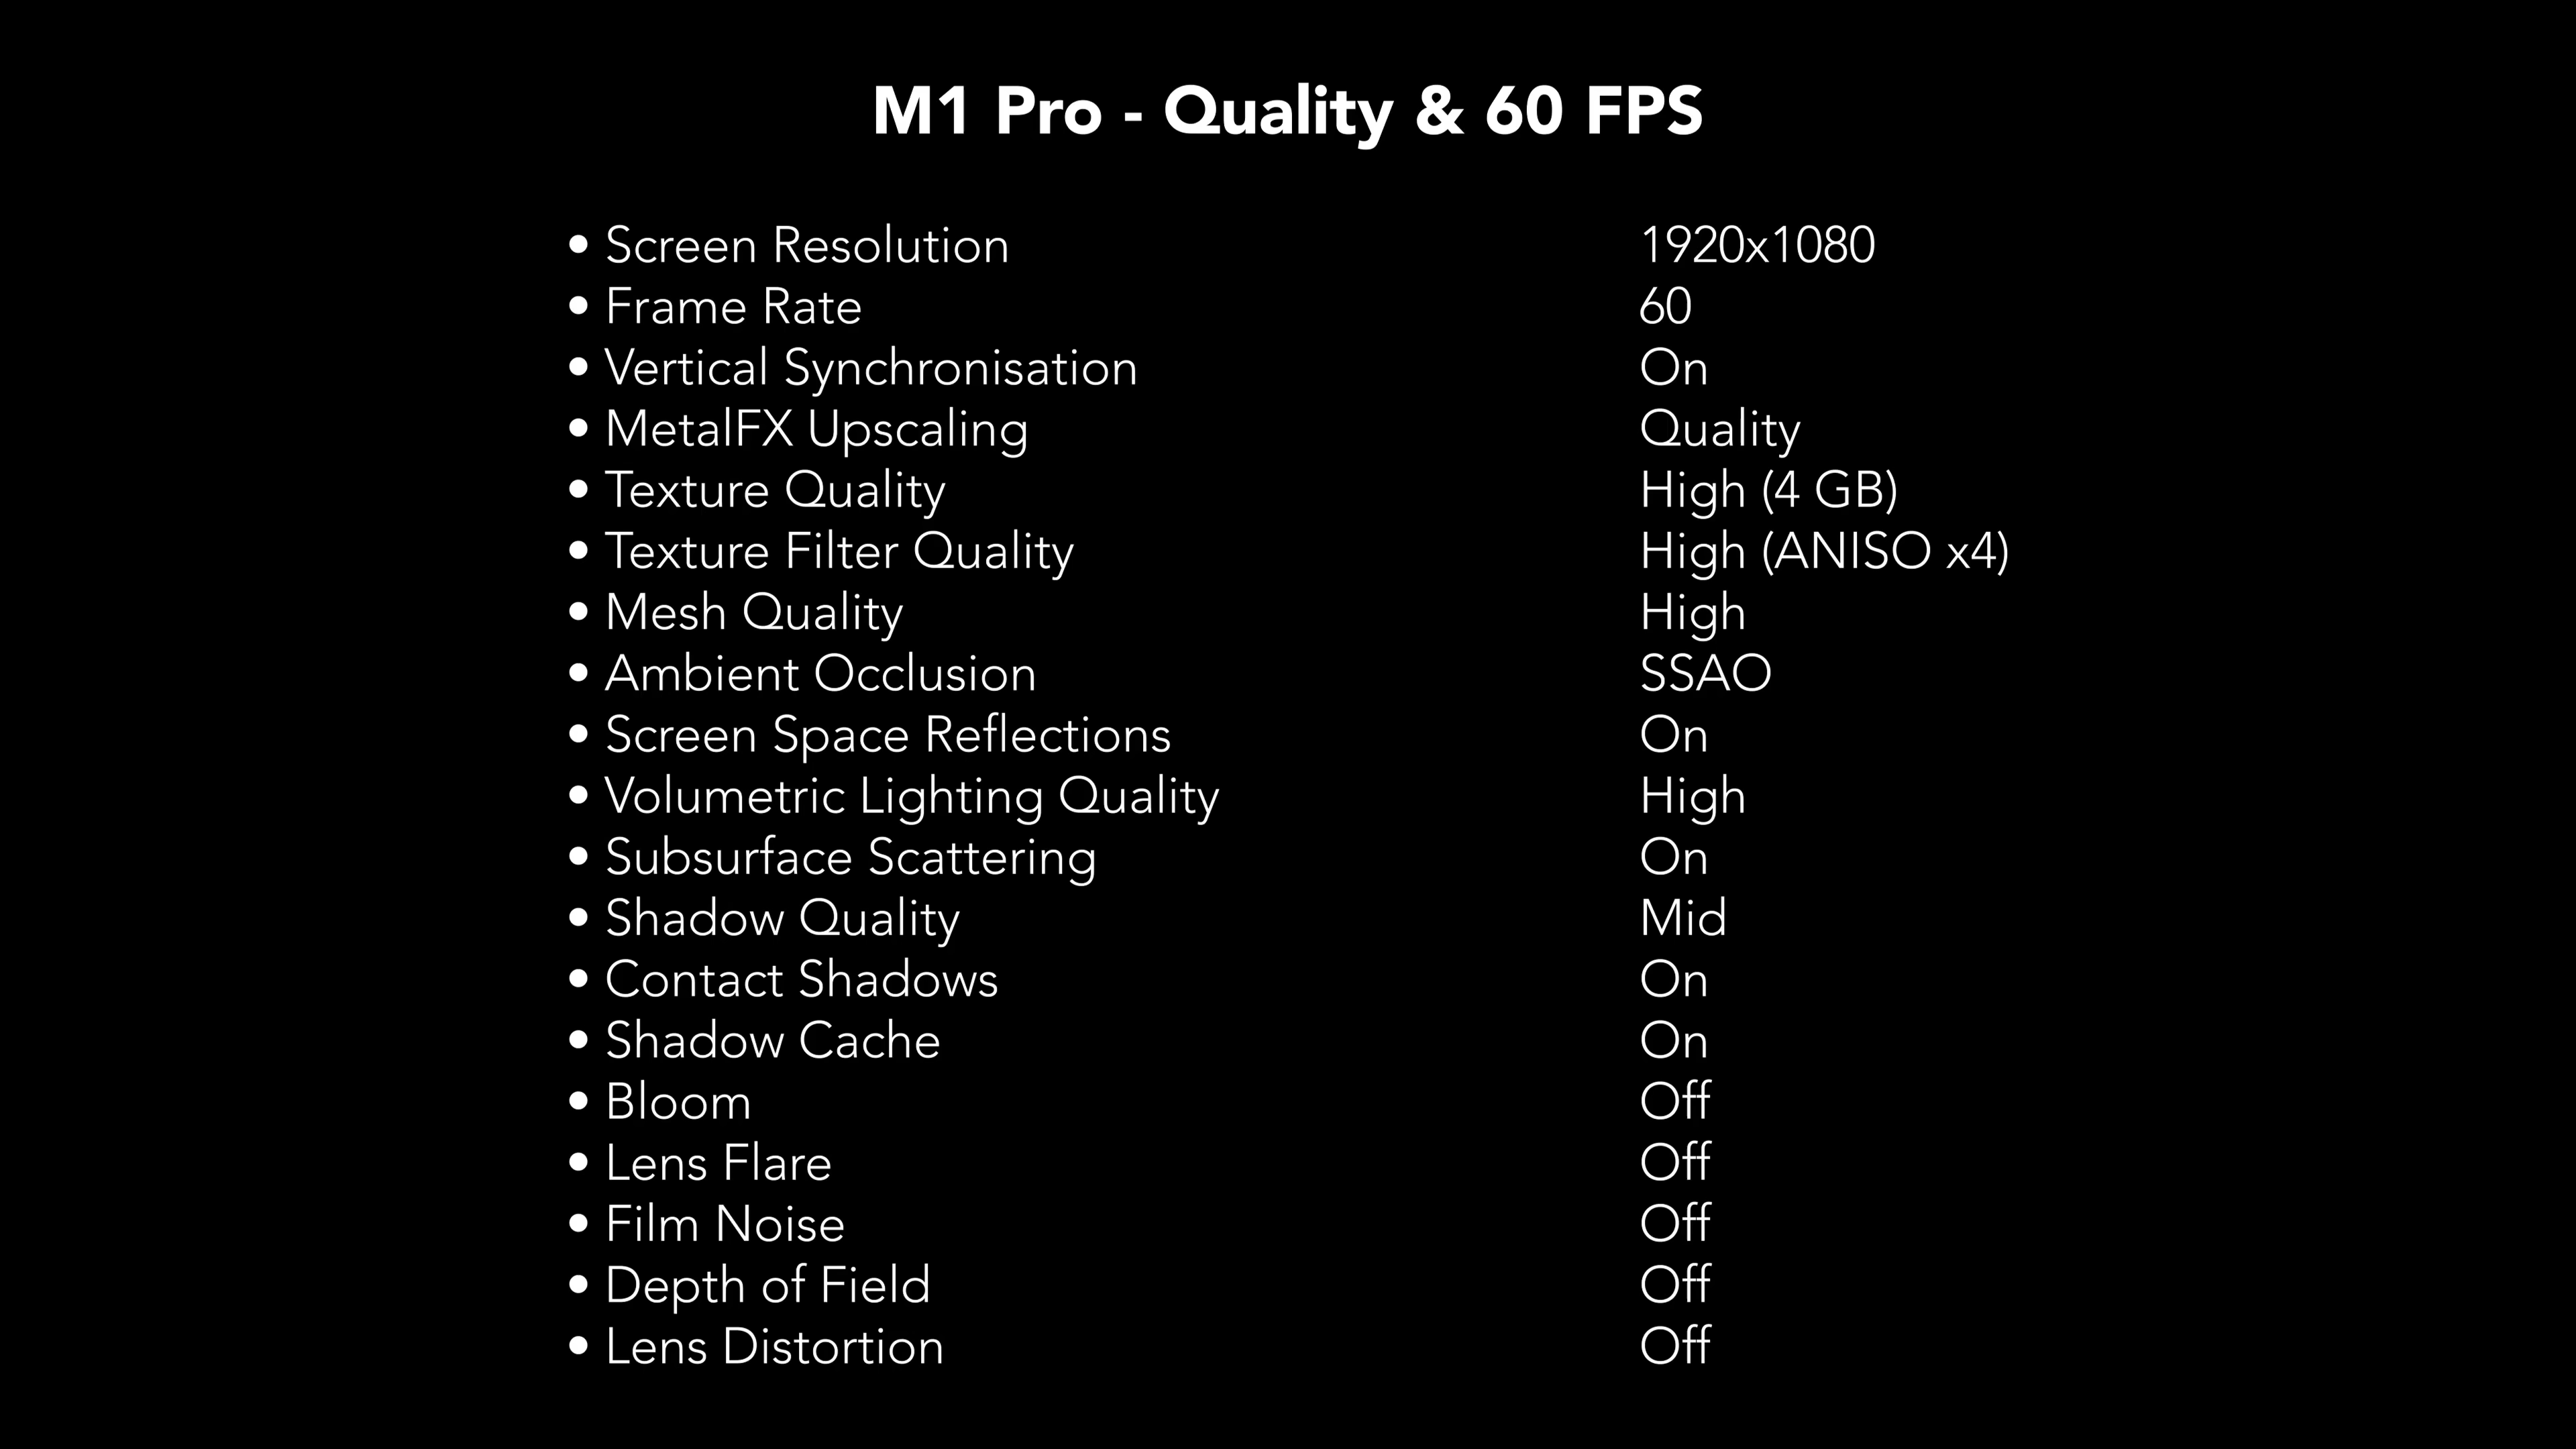 M1 Pro - Quality & 60 FPS
• Screen Resolution 1920x1080
• Frame Rate 60
• Vertical Synchronisation On
• MetalFX Upscaling Quality
• Texture Quality High (4 GB)
• Texture Filter Quality High (ANISO x4)
• Mesh Quality High
• Ambient Occlusion SSAO
• Screen Space Reflections On
• Volumetric Lighting Quality High
• Subsurface Scattering On
• Shadow Quality Mid
• Contact Shadows On
• Shadow Cache On
• Bloom Off
• Lens Flare Off
• Film Noise Off
• Depth of Field Off
• Lens Distortion Off